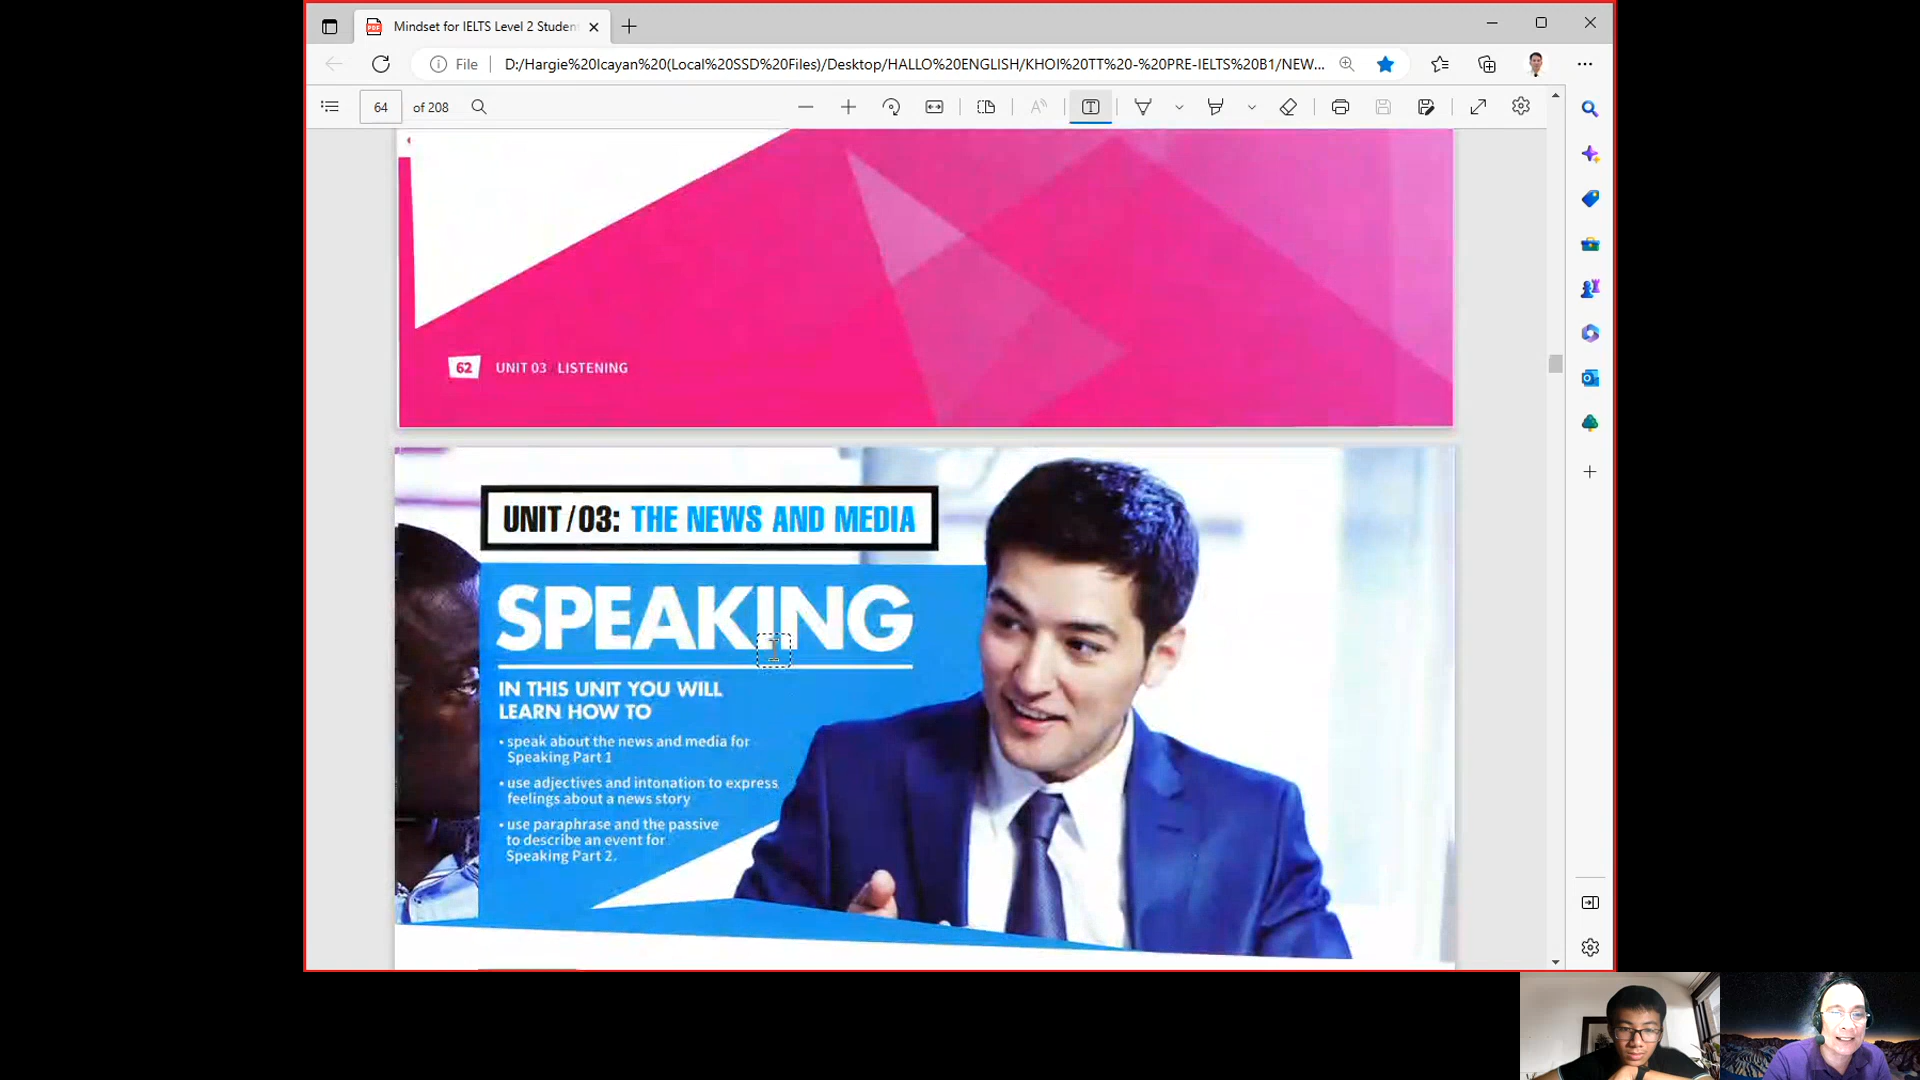 Mindset for IELTS Level 2 Studen
File
D:/Hargie%20Icayan%20(Local%20SSD%20Files)/Desktop/HALLO%20ENGLISH/KHOI%20TT%20-%20PRE-IELTS%20B1/NEW...
64 of 208
62 UNIT 03 LISTENING
UNIT/03: THE NEWS AND MEDIA
SPEAKING
IN THIS UNIT YOU WILL
LEARN HOW TO
• speak about the news and media for
Speaking Part 1
• use adjectives and intonation to express
feelings about a news story
• use paraphrase and the passive
to describe an event for
Speaking Part 2.